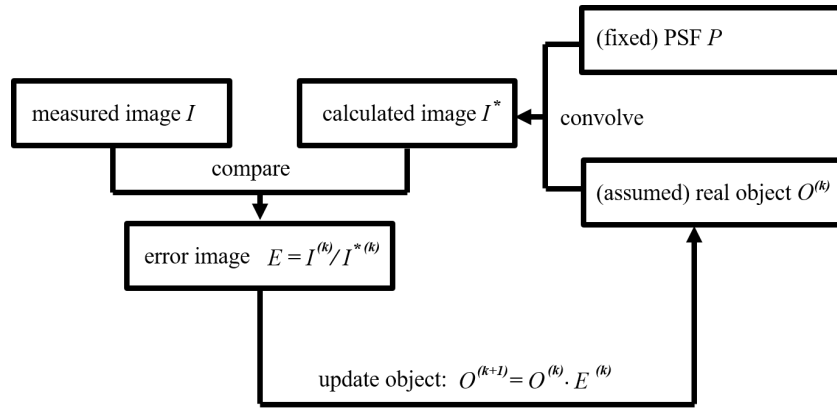 (fixed) PSF P
measured image I
calculated image I*
convolve
compare
(assumed) real object O^(k)
error image E = I^(k)/I*^(k)
update object: O^(k+1) = O^(k) · E^(k)